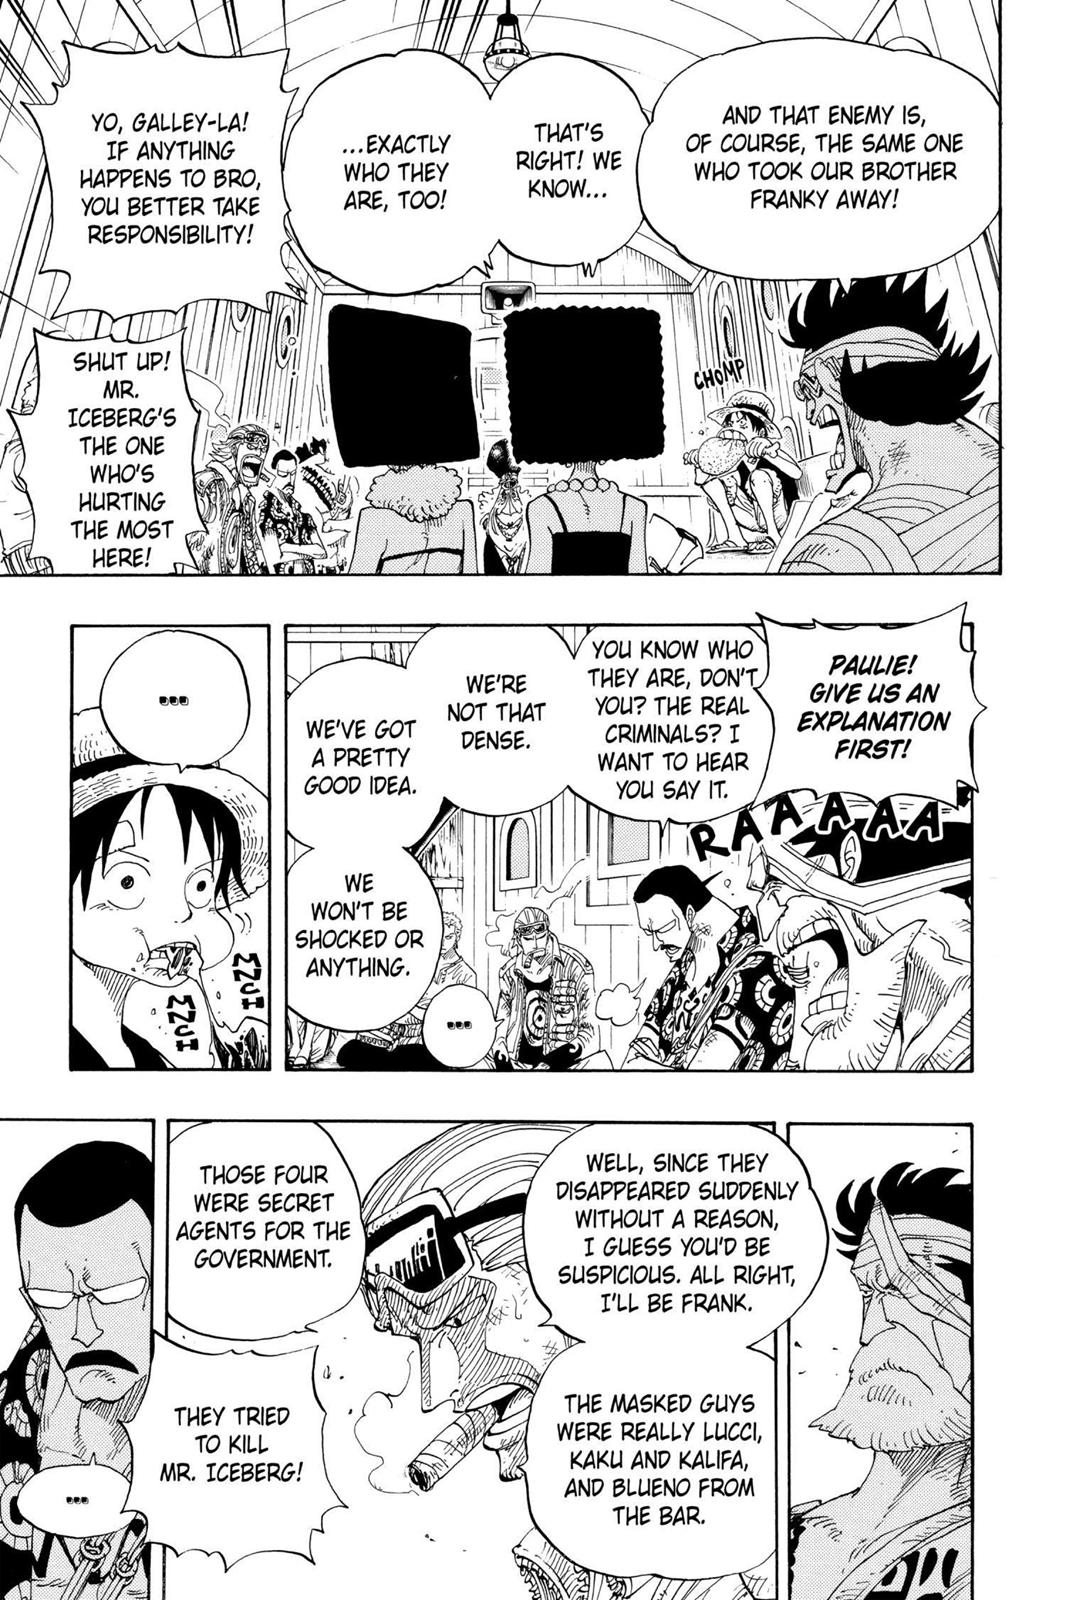 AND THAT ENEMY IS,
OF COURSE, THE SAME ONE
WHO TOOK OUR BROTHER
FRANKY AWAY!
THAT'S
RIGHT! WE
KNOW...
...EXACTLY
WHO THEY
ARE, TOO!
YO, GALLEY-LA!
IF ANYTHING
HAPPENS TO BRO,
YOU BETTER TAKE
RESPONSIBILITY!
SHUT UP!
MR.
ICEBERG'S
THE ONE
WHO'S
HURTING
THE MOST
HERE!
CHOMP
PAULIE!
GIVE US AN
EXPLANATION
FIRST!
RAAAAAA
YOU KNOW WHO
THEY ARE, DON'T
YOU? THE REAL
CRIMINALS? I
WANT TO HEAR
YOU SAY IT.
WE'RE
NOT THAT
DENSE.
WE'VE GOT
A PRETTY
GOOD IDEA.
WE
WON'T BE
SHOCKED OR
ANYTHING.
...
...
MNCH
MNCH
WELL, SINCE THEY
DISAPPEARED SUDDENLY
WITHOUT A REASON,
I GUESS YOU'D BE
SUSPICIOUS. ALL RIGHT,
I'LL BE FRANK.
THE MASKED GUYS
WERE REALLY LUCCI,
KAKU AND KALIFA,
AND BLUENO FROM
THE BAR.
THOSE FOUR
WERE SECRET
AGENTS FOR THE
GOVERNMENT.
THEY TRIED
TO KILL
MR. ICEBERG!
...